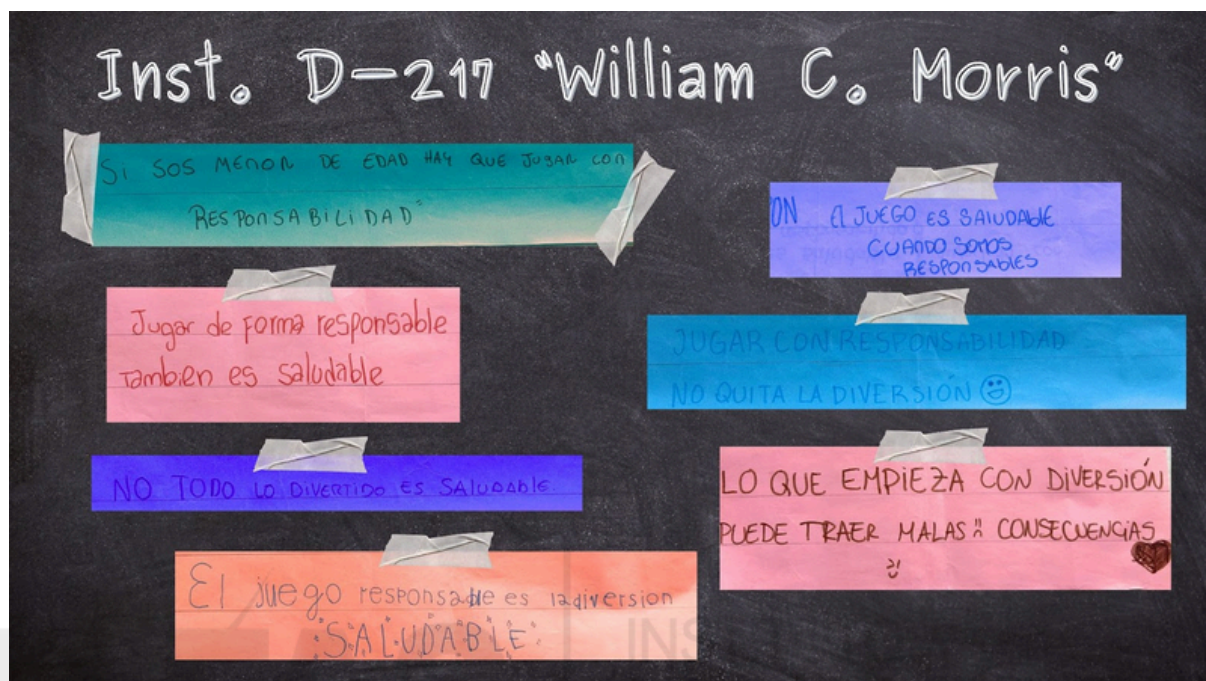 Inst. D-217 "William C. Morris"
Si SOS MENOR DE EDAD HAY QUE JUGAR CON
RESPONSABILIDAD"
ON El JUEGO ES SAlUDABlE
CUANDO SOMOS
RESPONSABLES
Jugar de Forma responsable
Tambien es saludable
JUGAR CON RESPONSABILIDAD
NO QUITA LA DIVERSIÓN
NO TODO LO DIVERTIDO ES SALUDABLE.
LO QUE EMPIEZA CON DIVERSIÓN
PUEDE TRAER MALAS CONSECUENCIAS
El juego responsable es la diversion
SALUDABLE